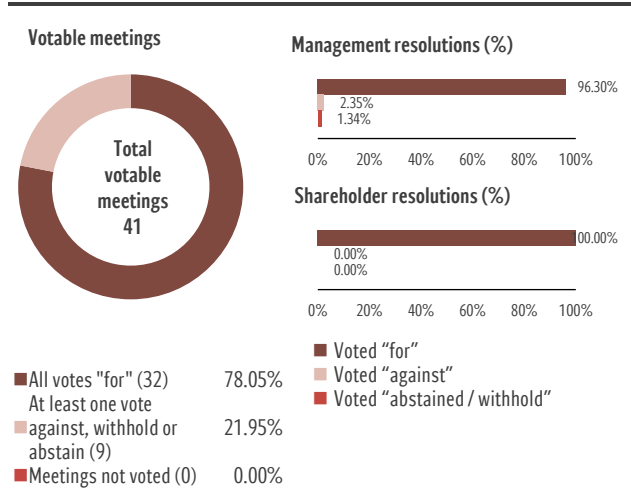 Votable meetings
Total
votable
meetings
41
All votes "for" (32) 78.05%
At least one vote
against, withhold or 21.95%
abstain (9)
Meetings not voted (0) 0.00%
Management resolutions (%)
96.30%
2.35%
1.34%
0% 20% 40% 60% 80% 100%
Shareholder resolutions (%)
100.00%
0.00%
0.00%
0% 20% 40% 60% 80% 100%
Voted “for”
Voted “against”
Voted “abstained / withhold”